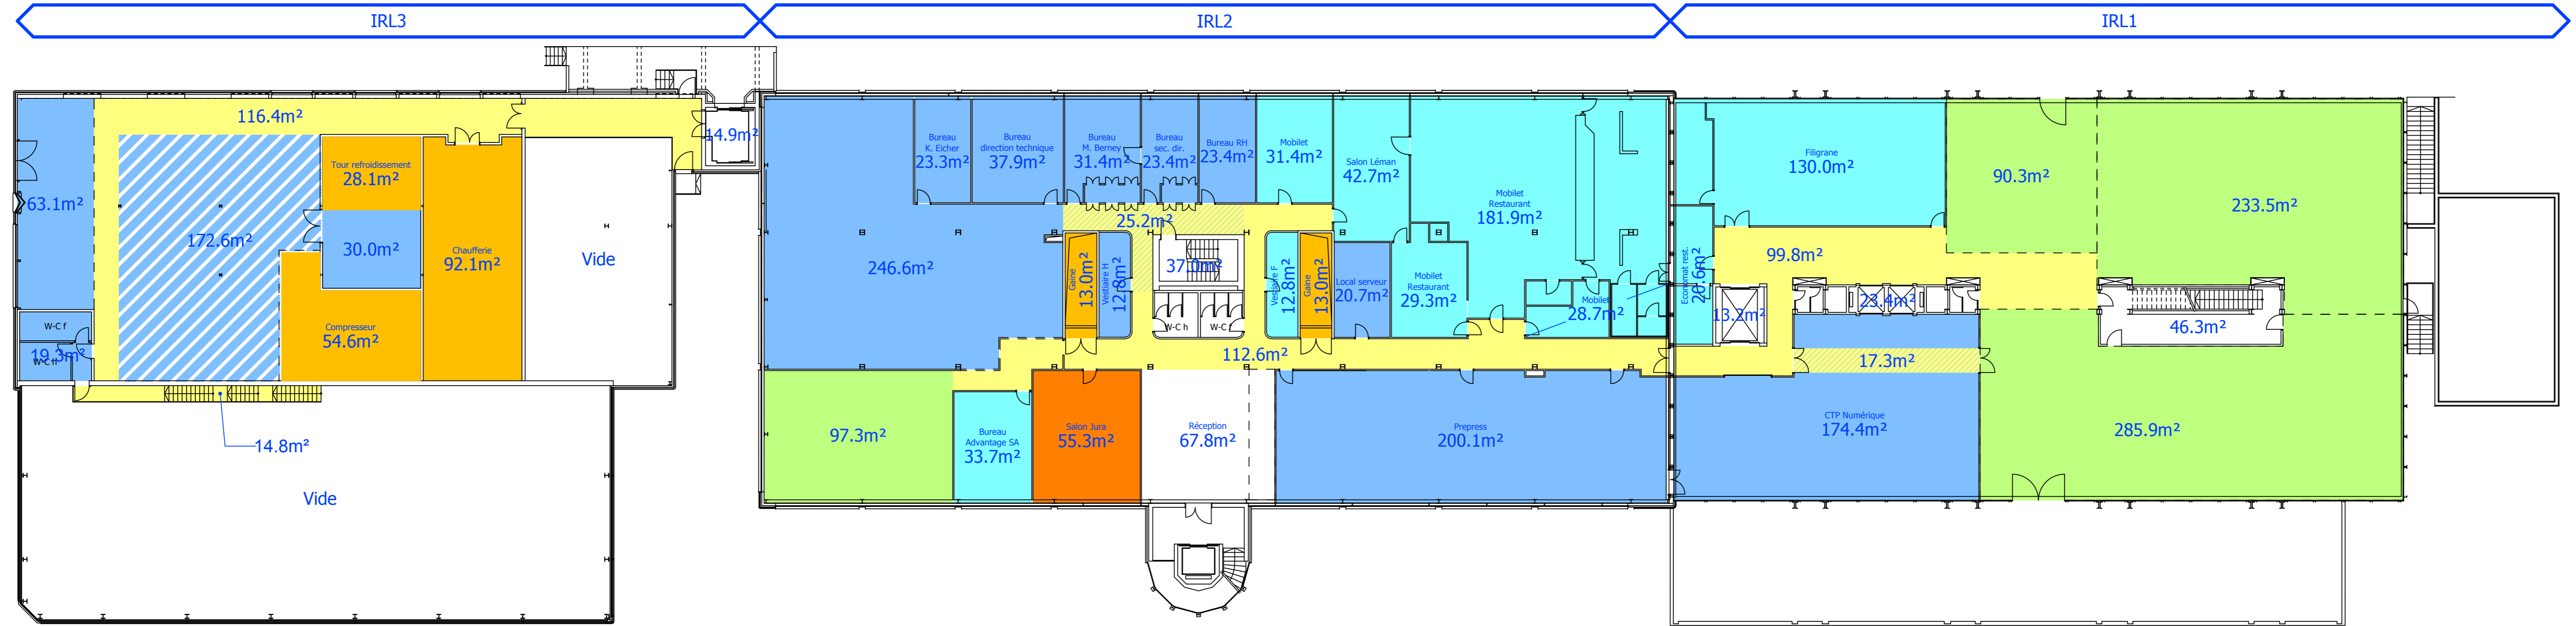 IRL3
IRL2
IRL1
116.4m²
14.9m²
Tour refroidissement
28.1m²
63.1m²
172.6m²
30.0m²
Chaufferie
92.1m²
Vide
W-C f
19.3m²
W-C h
Compresseur
54.6m²
14.8m²
Vide
Bureau
K. Eicher
23.3m²
Bureau
direction technique
37.9m²
Bureau
M. Berney
31.4m²
Bureau
sec. dir.
23.4m²
Bureau RH
23.4m²
Mobilet
31.4m²
Salon Léman
42.7m²
Mobilet
Restaurant
181.9m²
25.2m²
246.6m²
Gaine
13.0m²
Vestiaire H
12.8m²
37.0m²
Vestiaire F
12.8m²
Gaine
13.0m²
Local serveur
20.7m²
Mobilet
Restaurant
29.3m²
Mobilet
28.7m²
W-C h
W-C f
112.6m²
97.3m²
Bureau
Advantage SA
33.7m²
Salon Jura
55.3m²
Réception
67.8m²
Prepress
200.1m²
Filigrane
130.0m²
90.3m²
233.5m²
Economat rest.
20.6m²
99.8m²
13.2m²
23.4m²
46.3m²
17.3m²
CTP Numérique
174.4m²
285.9m²